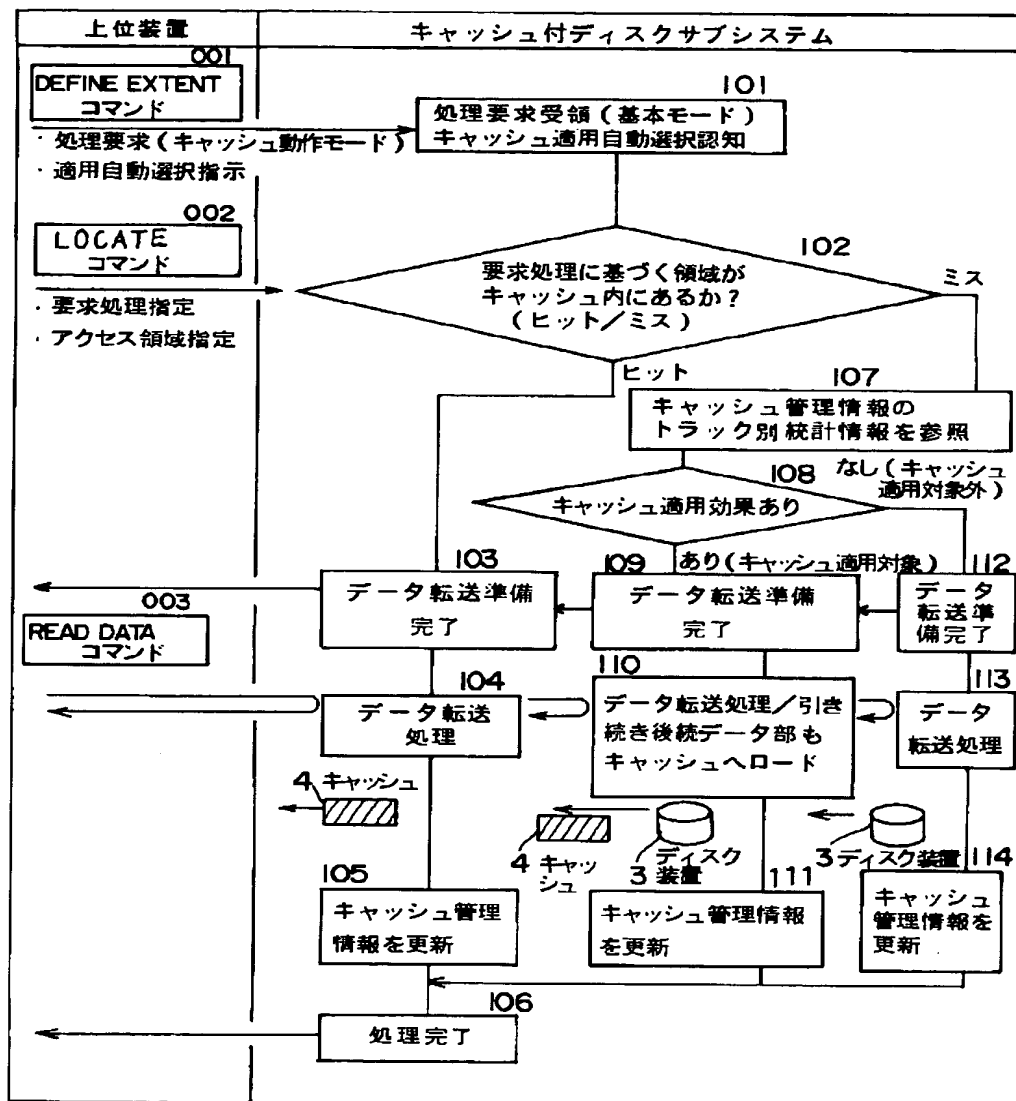 上位装置
キャッシュ付ディスクサブシステム
001
DEFINE EXTENT
コマンド
・処理要求(キャッシュ動作モード)
・適用自動選択指示
101
処理要求受領(基本モード)
キャッシュ適用自動選択認知
002
LOCATE
コマンド
・要求処理指定
・アクセス領域指定
102
要求処理に基づく領域が
キャッシュ内にあるか?
(ヒット/ミス)
ミス
ヒット
107
キャッシュ管理情報の
トラック別統計情報を参照
108
キャッシュ適用効果あり
なし(キャッシュ
適用対象外)
あり(キャッシュ適用対象)
103
データ転送準備
完了
109
データ転送準備
完了
112
データ
転送準
備完了
003
READ DATA
コマンド
104
データ転送
処理
110
データ転送処理/引き
続き後続データ部も
キャッシュへロード
113
データ
転送処理
4 キャッシュ
4 キャッ
シュ
ディスク
3 装置
3 ディスク装置
105
キャッシュ管理
情報を更新
111
キャッシュ管理情報
を更新
114
キャッシュ
管理情報を
更新
106
処理完了